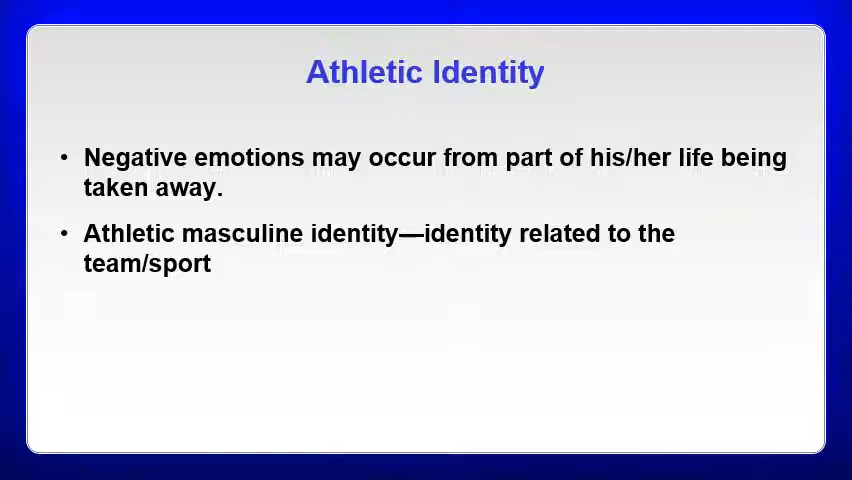 Athletic Identity
• Negative emotions may occur from part of his/her life being
taken away.
• Athletic masculine identity—identity related to the
team/sport